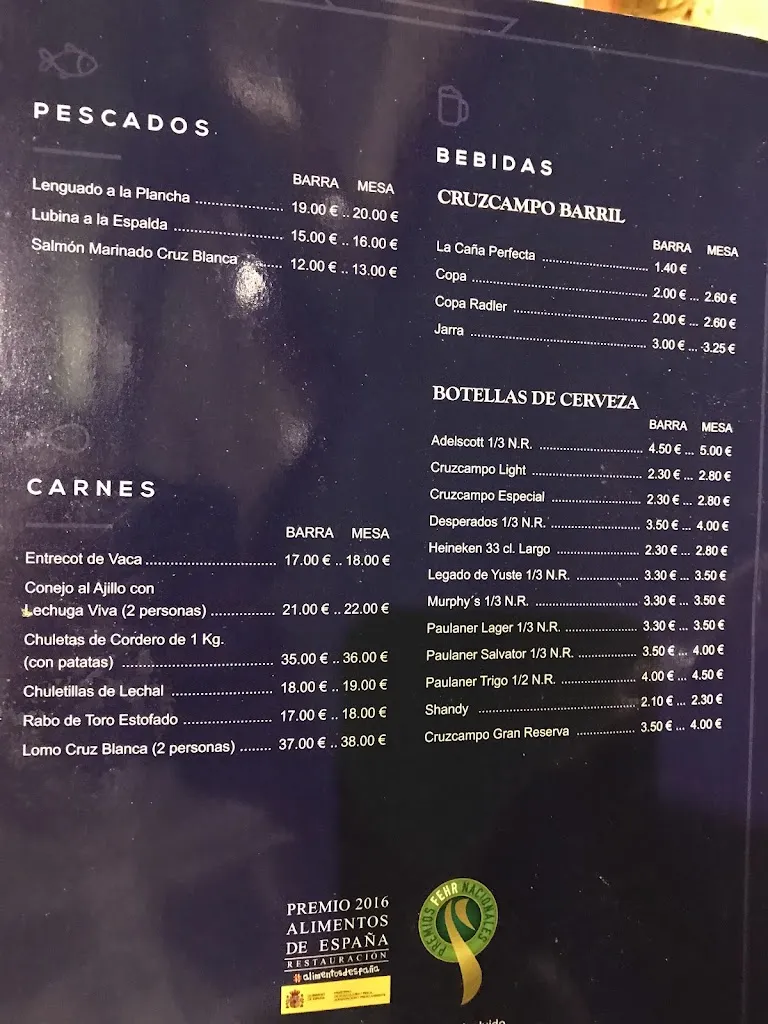 PESCADOS
BARRA MESA
Lenguado a la Plancha ........................ 19.00 € .. 20.00 €
Lubina a la Espalda ............................. 15.00 € .. 16.00 €
Salmón Marinado Cruz Blanca .......... 12.00 € .. 13.00 €
CARNES
BARRA MESA
Entrecot de Vaca ............................... 17.00 € .. 18.00 €
Conejo al Ajillo con
Lechuga Viva (2 personas) ............... 21.00 € .. 22.00 €
Chuletas de Cordero de 1 Kg.
(con patatas) .................................... 35.00 € .. 36.00 €
Chuletillas de Lechal ........................ 18.00 € .. 19.00 €
Rabo de Toro Estofado ..................... 17.00 € .. 18.00 €
Lomo Cruz Blanca (2 personas) ........ 37.00 € .. 38.00 €
BEBIDAS
CRUZCAMPO BARRIL
BARRA MESA
La Caña Perfecta ........................... 1.40 €
Copa ............................................. 2.00 € ... 2.60 €
Copa Radler ................................... 2.00 € ... 2.60 €
Jarra .............................................. 3.00 € ... 3.25 €
BOTELLAS DE CERVEZA
BARRA MESA
Adelscott 1/3 N.R. .......................... 4.50 € ... 5.00 €
Cruzcampo Light ............................ 2.30 € ... 2.80 €
Cruzcampo Especial ....................... 2.30 € ... 2.80 €
Desperados 1/3 N.R. ...................... 3.50 € ... 4.00 €
Heineken 33 cl. Largo ..................... 2.30 € ... 2.80 €
Legado de Yuste 1/3 N.R. ............... 3.30 € ... 3.50 €
Murphy´s 1/3 N.R. .......................... 3.30 € ... 3.50 €
Paulaner Lager 1/3 N.R. ................. 3.30 € ... 3.50 €
Paulaner Salvator 1/3 N.R. ............. 3.50 € ... 4.00 €
Paulaner Trigo 1/2 N.R. .................. 4.00 € ... 4.50 €
Shandy .......................................... 2.10 € ... 2.30 €
Cruzcampo Gran Reserva ............... 3.50 € ... 4.00 €
PREMIO 2016
ALIMENTOS
DE ESPAÑA
RESTAURACIÓN
#alimentosdespaña
PREMIOS FEHR NACIONALES